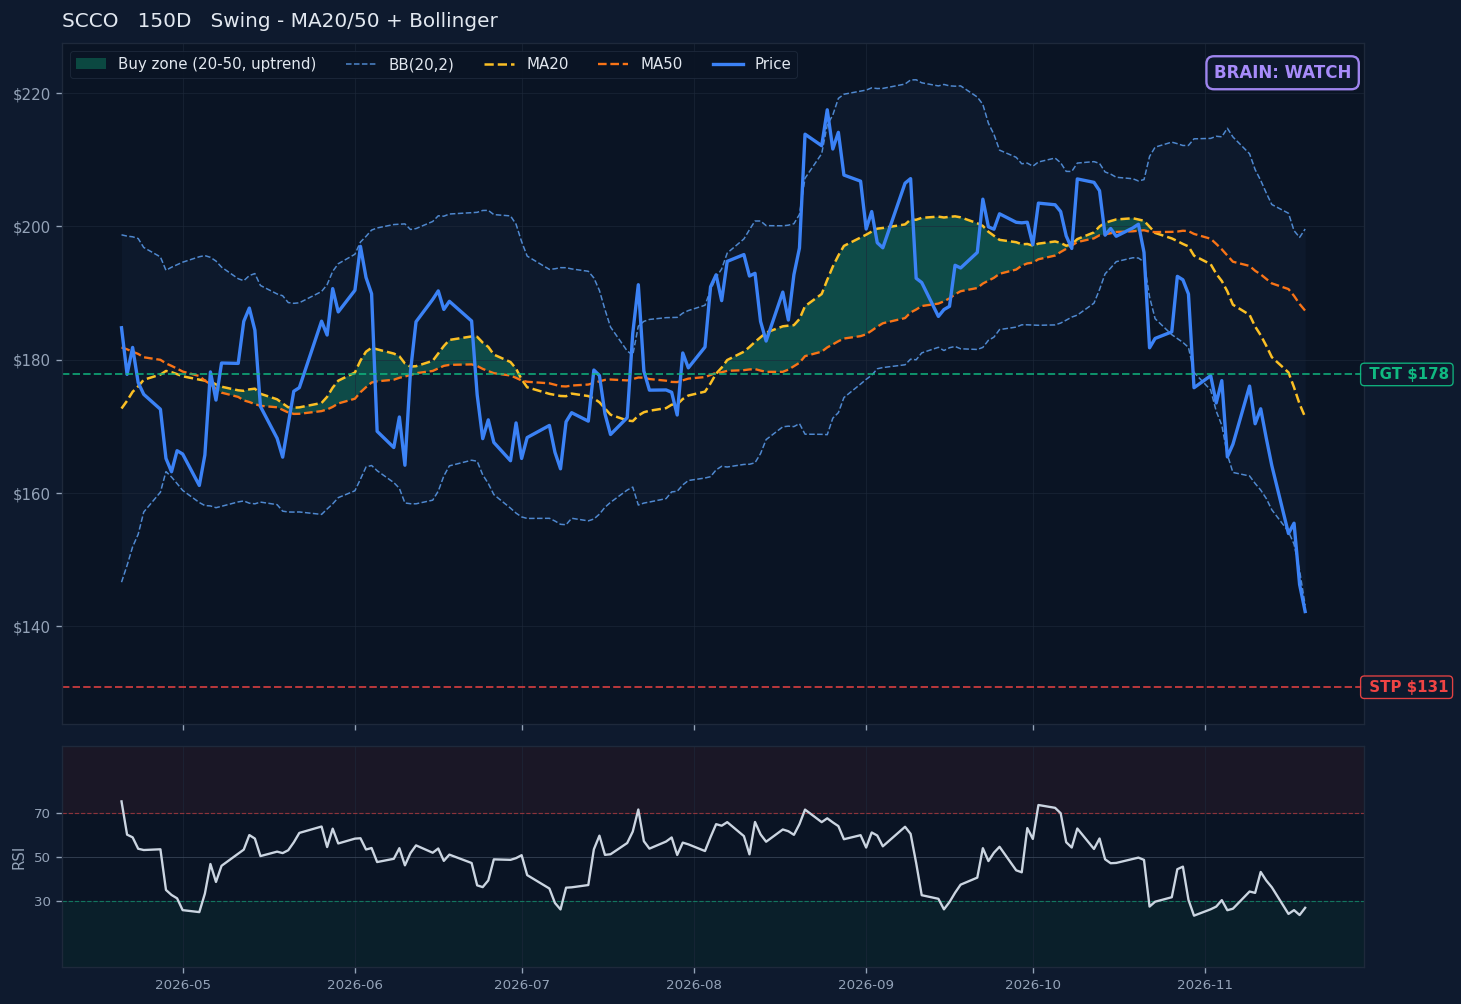 SCCO   150D   Swing - MA20/50 + Bollinger
Buy zone (20-50, uptrend)
BB(20,2)
MA20
MA50
Price
BRAIN: WATCH
$220
$200
$180
$160
$140
TGT $178
STP $131
RSI
70
50
30
2026-05
2026-06
2026-07
2026-08
2026-09
2026-10
2026-11